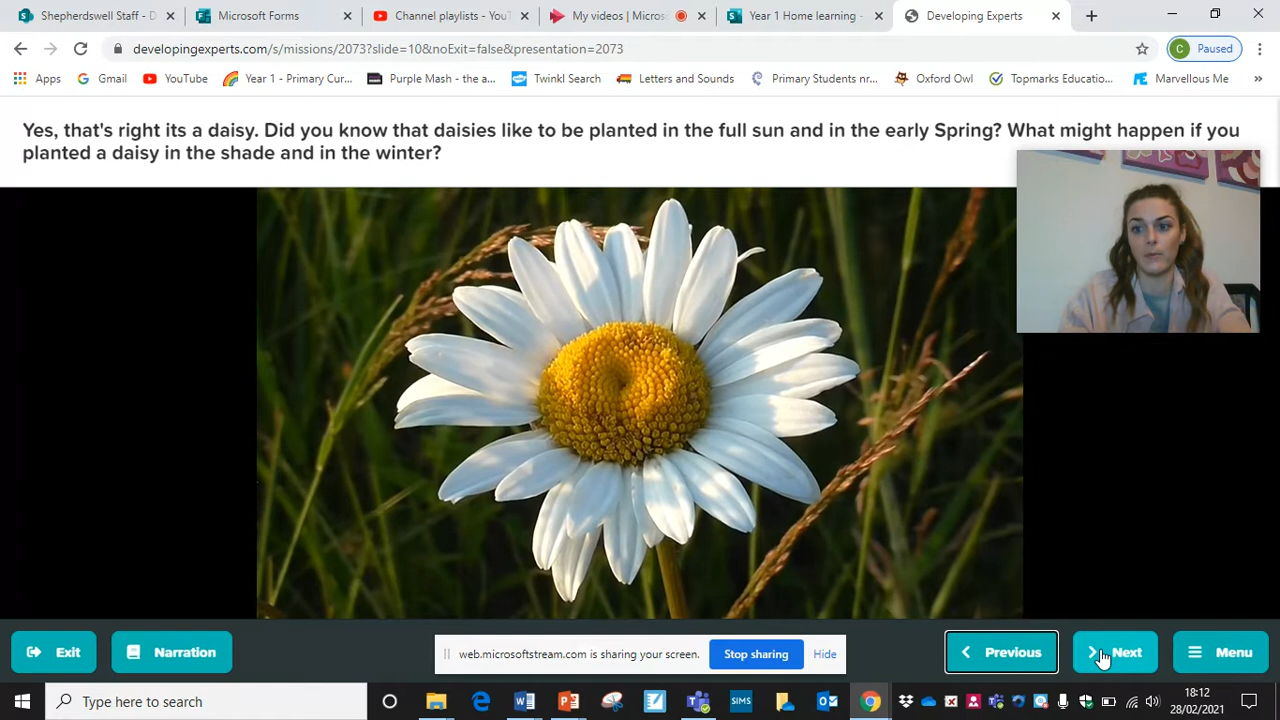 Shepherdswell Staff - D
Microsoft Forms
Channel playlists - YouT
My videos | Micros
Year 1 Home learning -
Developing Experts
developingexperts.com/s/missions/2073?slide=10&noExit=false&presentation=2073
C Paused
Apps
Gmail
YouTube
Year 1 - Primary Cur...
Purple Mash - the a...
Twinkl Search
Letters and Sounds
Primary Students nr...
Oxford Owl
Topmarks Educatio...
Marvellous Me
Yes, that's right its a daisy. Did you know that daisies like to be planted in the full sun and in the early Spring? What might happen if you
planted a daisy in the shade and in the winter?
Exit
Narration
web.microsoftstream.com is sharing your screen.
Stop sharing
Hide
Previous
Next
Menu
Type here to search
SIMS
18:12
28/02/2021